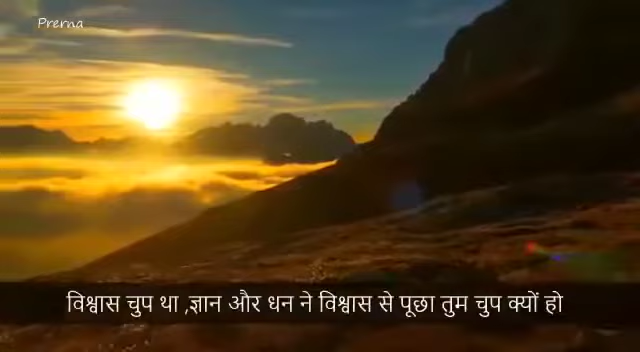 Prerna
विश्वास चुप था ,ज्ञान और धन ने विश्वास से पूछा तुम चुप क्यों हो